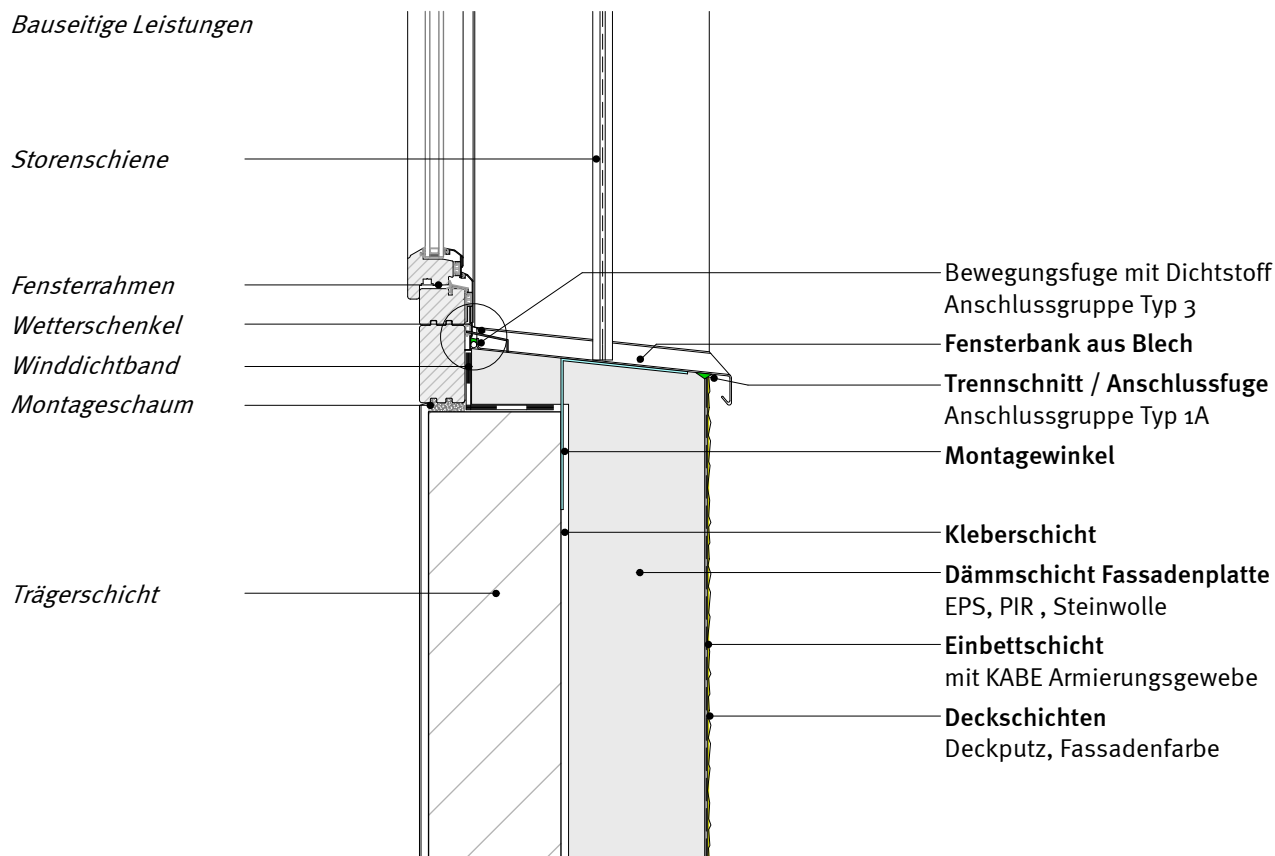 Bauseitige Leistungen
Storenschiene
Fensterrahmen
Wetterschenkel
Winddichtband
Montageschaum
Trägerschicht
Bewegungsfuge mit Dichtstoff
Anschlussgruppe Typ 3
Fensterbank aus Blech
Trennschnitt / Anschlussfuge
Anschlussgruppe Typ 1A
Montagewinkel
Kleberschicht
Dämmschicht Fassadenplatte
EPS, PIR , Steinwolle
Einbettschicht
mit KABE Armierungsgewebe
Deckschichten
Deckputz, Fassadenfarbe